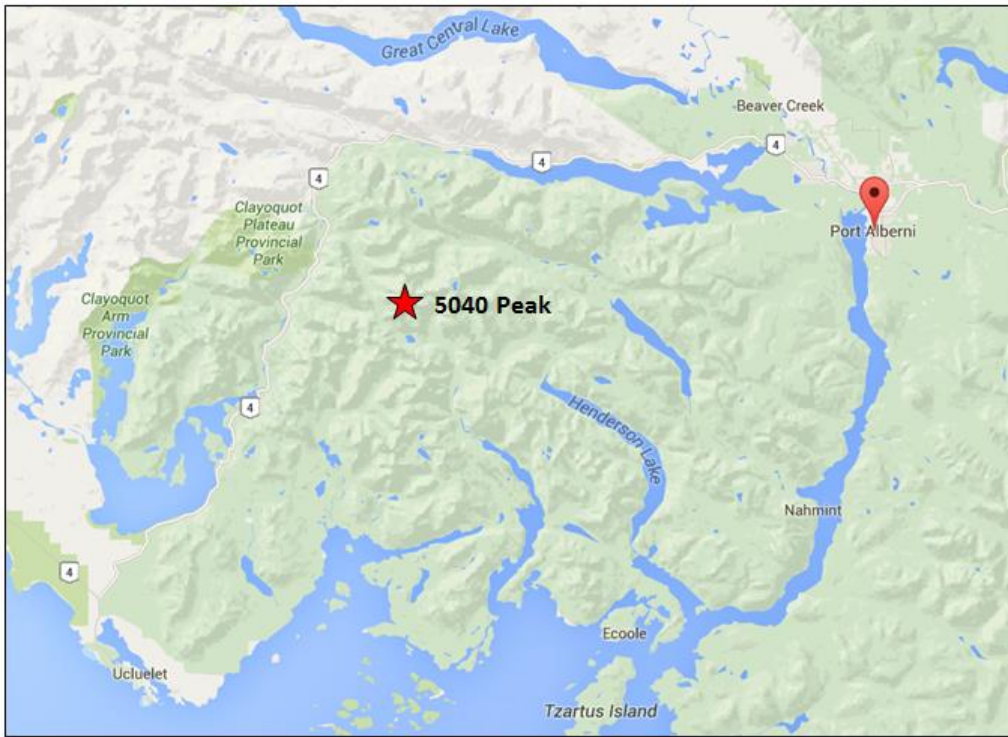 Great Central Lake
Beaver Creek
4
4
4
Clayoquot
Plateau
Provincial
Park
Port Alberni
Clayoquot
Arm
Provincial
Park
5040 Peak
4
Henderson Lake
Nahmint
4
Ecoole
Ucluelet
Tzartus Island